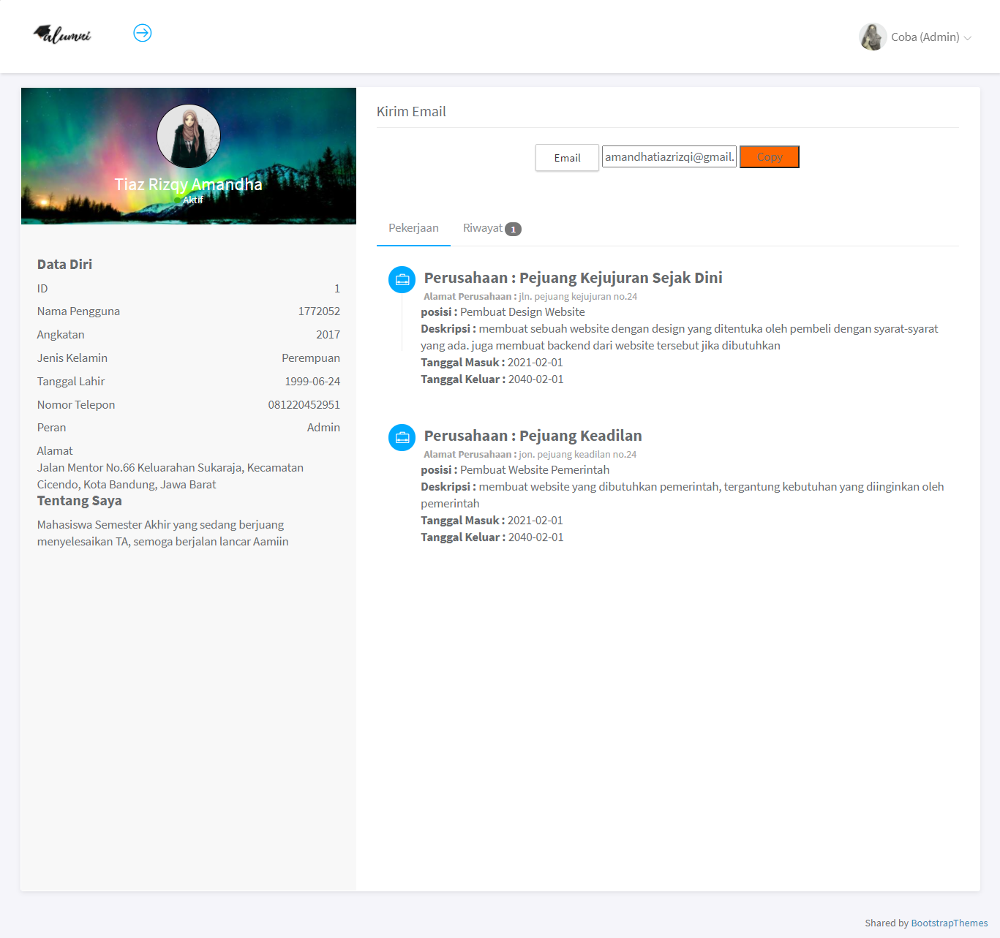 alumni
Coba (Admin)
Tiaz Rizqy Amandha
Aktif
Data Diri
ID 1
Nama Pengguna 1772052
Angkatan 2017
Jenis Kelamin Perempuan
Tanggal Lahir 1999-06-24
Nomor Telepon 081220452951
Peran Admin
Alamat
Jalan Mentor No.66 Keluarahan Sukaraja, Kecamatan
Cicendo, Kota Bandung, Jawa Barat
Tentang Saya
Mahasiswa Semester Akhir yang sedang berjuang
menyelesaikan TA, semoga berjalan lancar Aamiin
Kirim Email
Email amandhatiazrizqi@gmail. Copy
Pekerjaan Riwayat 1
Perusahaan : Pejuang Kejujuran Sejak Dini
Alamat Perusahaan : jln. pejuang kejujuran no.24
posisi : Pembuat Design Website
Deskripsi : membuat sebuah website dengan design yang ditentuka oleh pembeli dengan syarat-syarat
yang ada. juga membuat backend dari website tersebut jika dibutuhkan
Tanggal Masuk : 2021-02-01
Tanggal Keluar : 2040-02-01
Perusahaan : Pejuang Keadilan
Alamat Perusahaan : jon. pejuang keadilan no.24
posisi : Pembuat Website Pemerintah
Deskripsi : membuat website yang dibutuhkan pemerintah, tergantung kebutuhan yang diinginkan oleh
pemerintah
Tanggal Masuk : 2021-02-01
Tanggal Keluar : 2040-02-01
Shared by BootstrapThemes